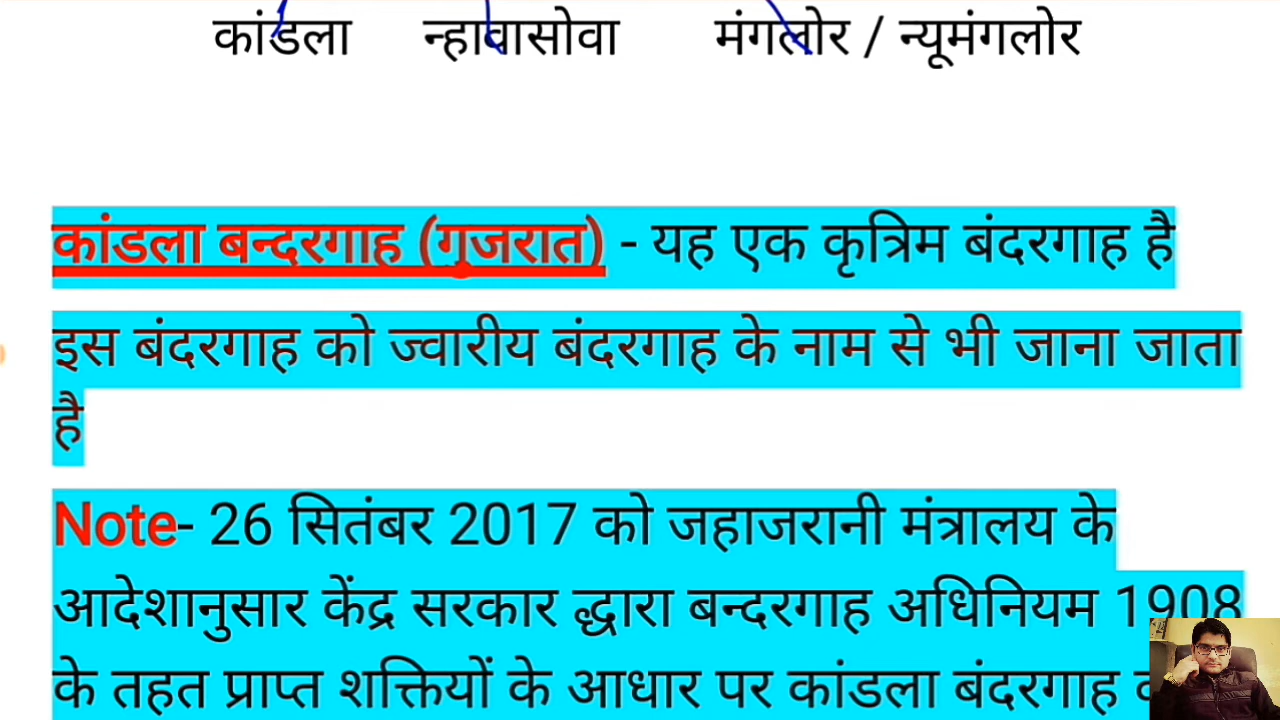 कांडला न्हावासोवा मंगलोर / न्यूमंगलोर
कांडला बन्दरगाह (गुजरात) - यह एक कृत्रिम बंदरगाह है
इस बंदरगाह को ज्वारीय बंदरगाह के नाम से भी जाना जाता
है
Note- 26 सितंबर 2017 को जहाजरानी मंत्रालय के
आदेशानुसार केंद्र सरकार द्धारा बन्दरगाह अधिनियम 1908
के तहत प्राप्त शक्तियों के आधार पर कांडला बंदरगाह